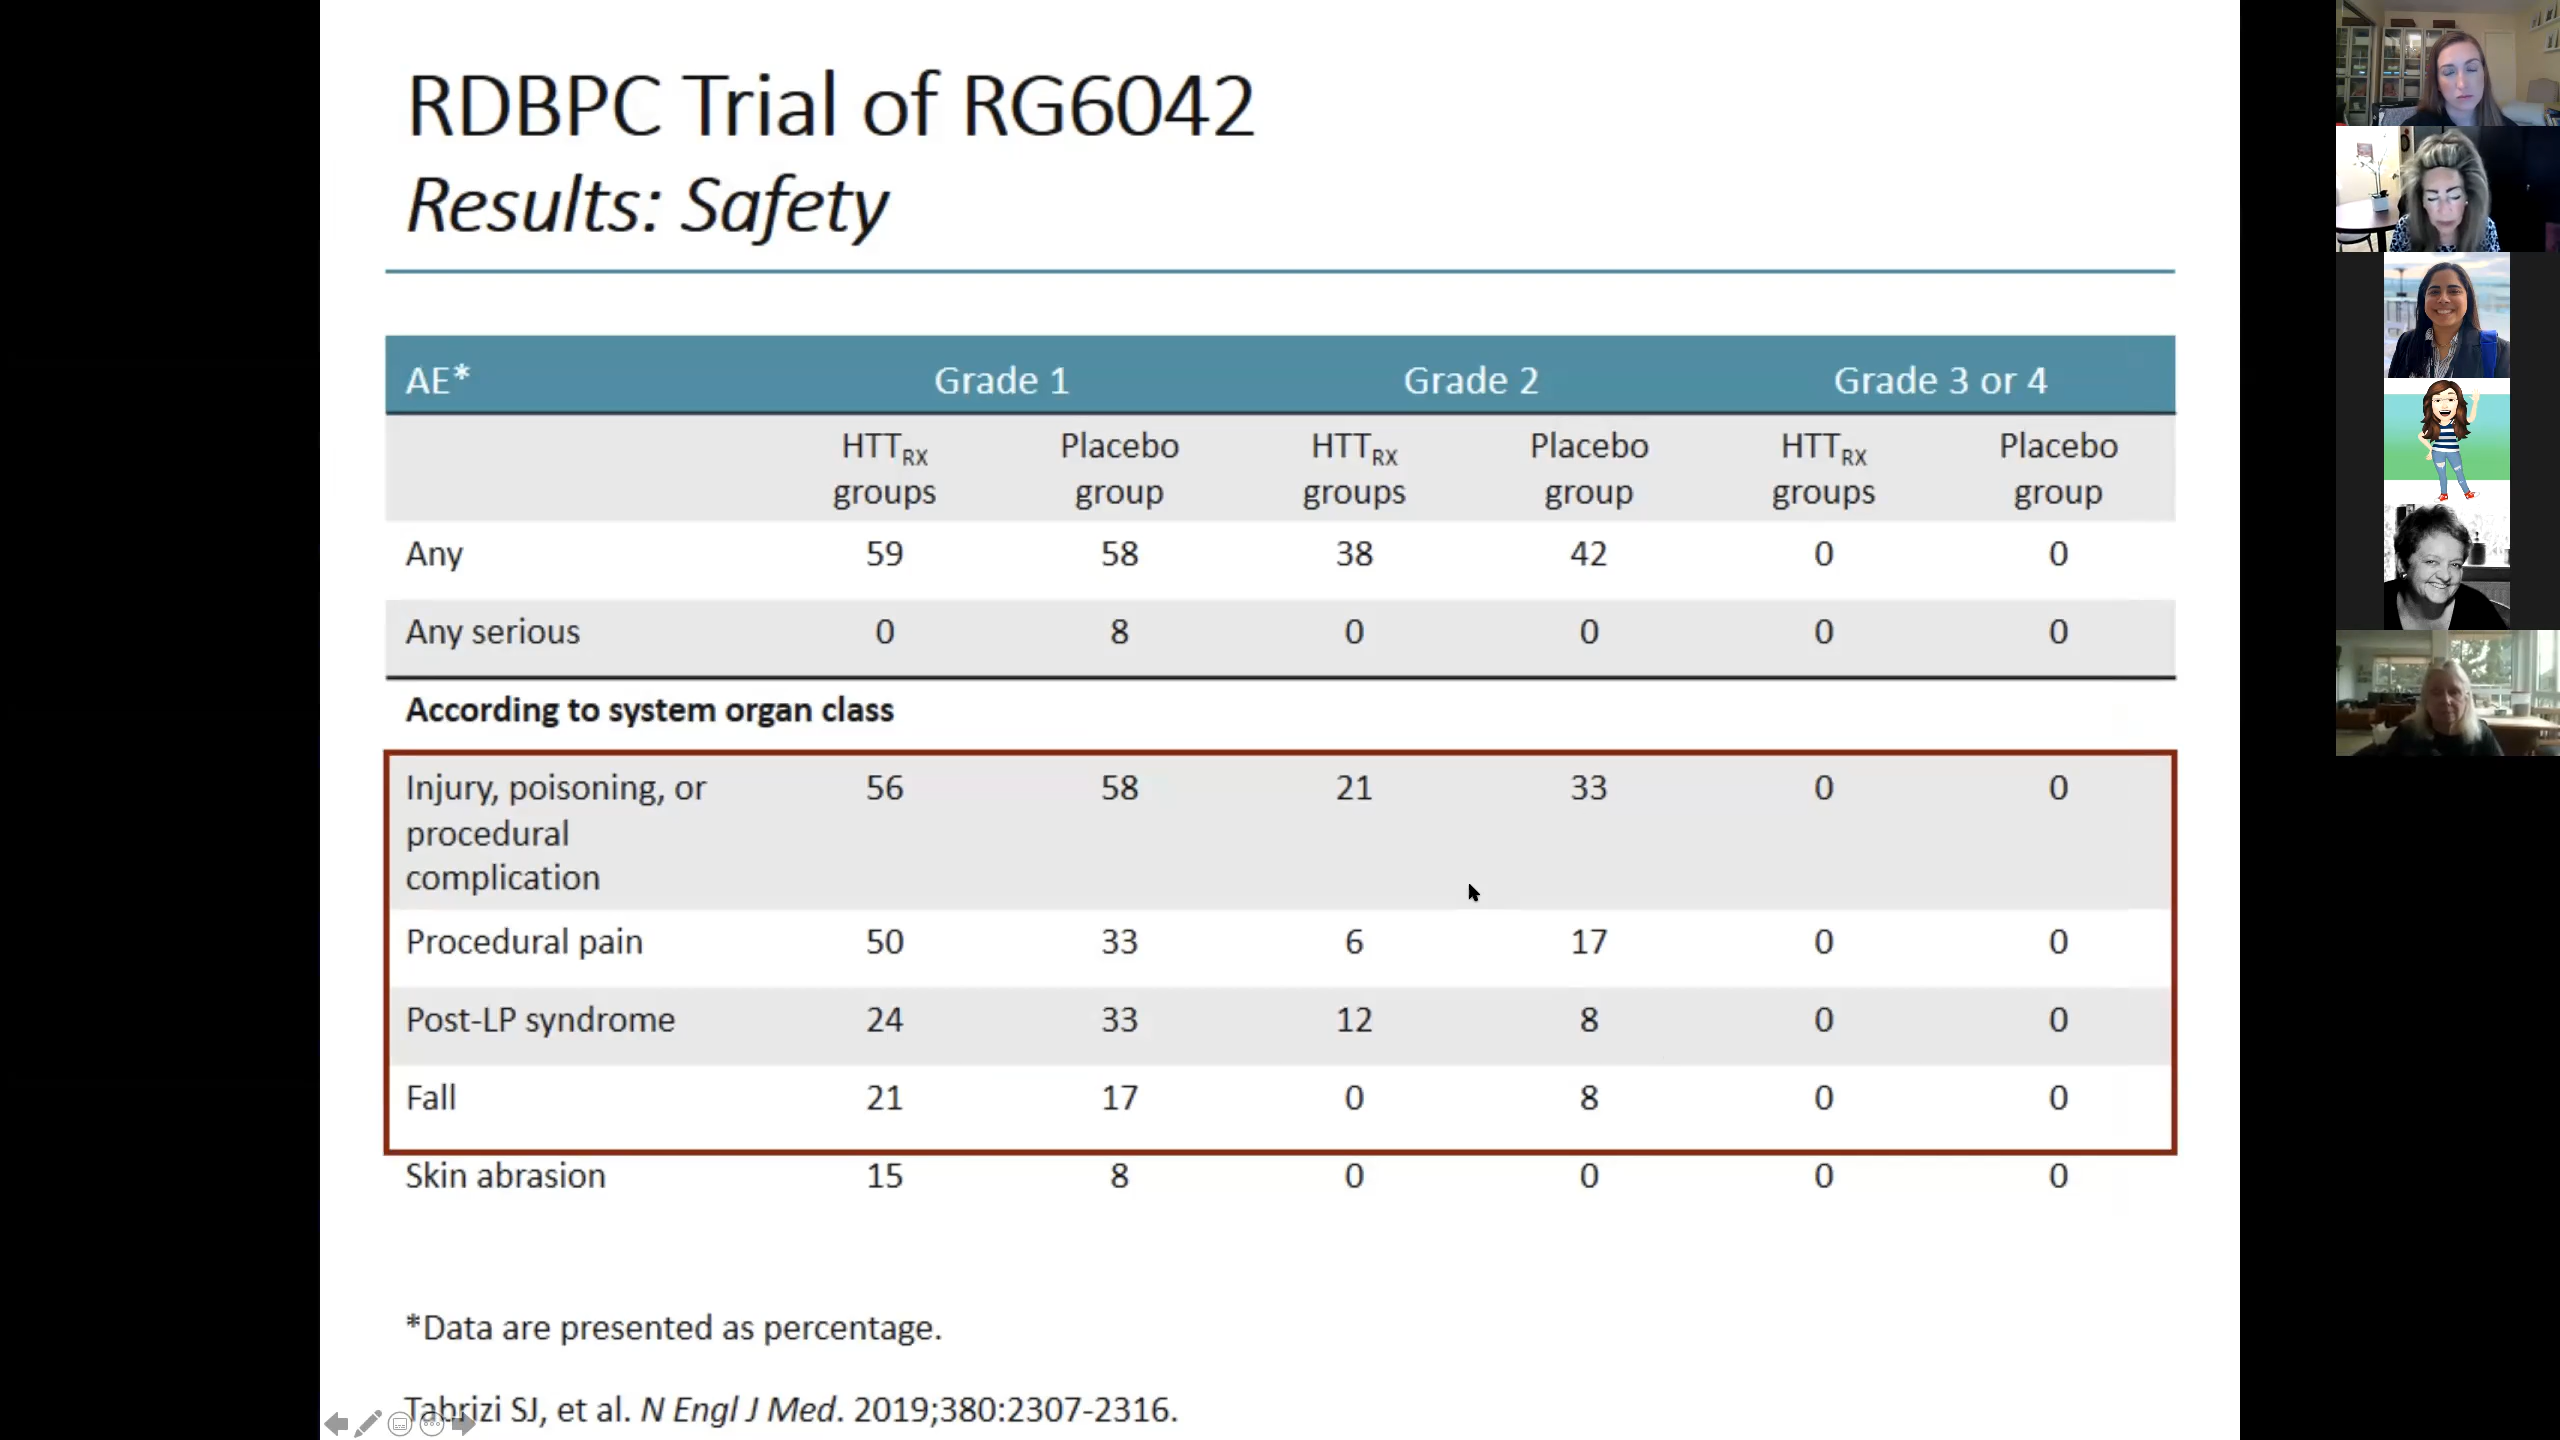 RDBPC Trial of RG6042
Results: Safety
AE* Grade 1 Grade 2 Grade 3 or 4
HTTRX Placebo HTTRX Placebo HTTRX Placebo
groups group groups group groups group
Any 59 58 38 42 0 0
Any serious 0 8 0 0 0 0
According to system organ class
Injury, poisoning, or 56 58 21 33 0 0
procedural
complication
Procedural pain 50 33 6 17 0 0
Post-LP syndrome 24 33 12 8 0 0
Fall 21 17 0 8 0 0
Skin abrasion 15 8 0 0 0 0
*Data are presented as percentage.
Tabrizi SJ, et al. N Engl J Med. 2019;380:2307-2316.